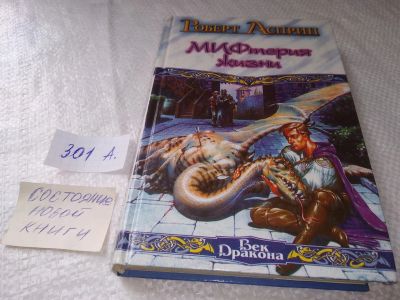 Роберт Асприн
МИФтерия
жизни
301 А.
СОСТОЯНИЕ
НОВОЙ
КНИГИ
Век
Дракона